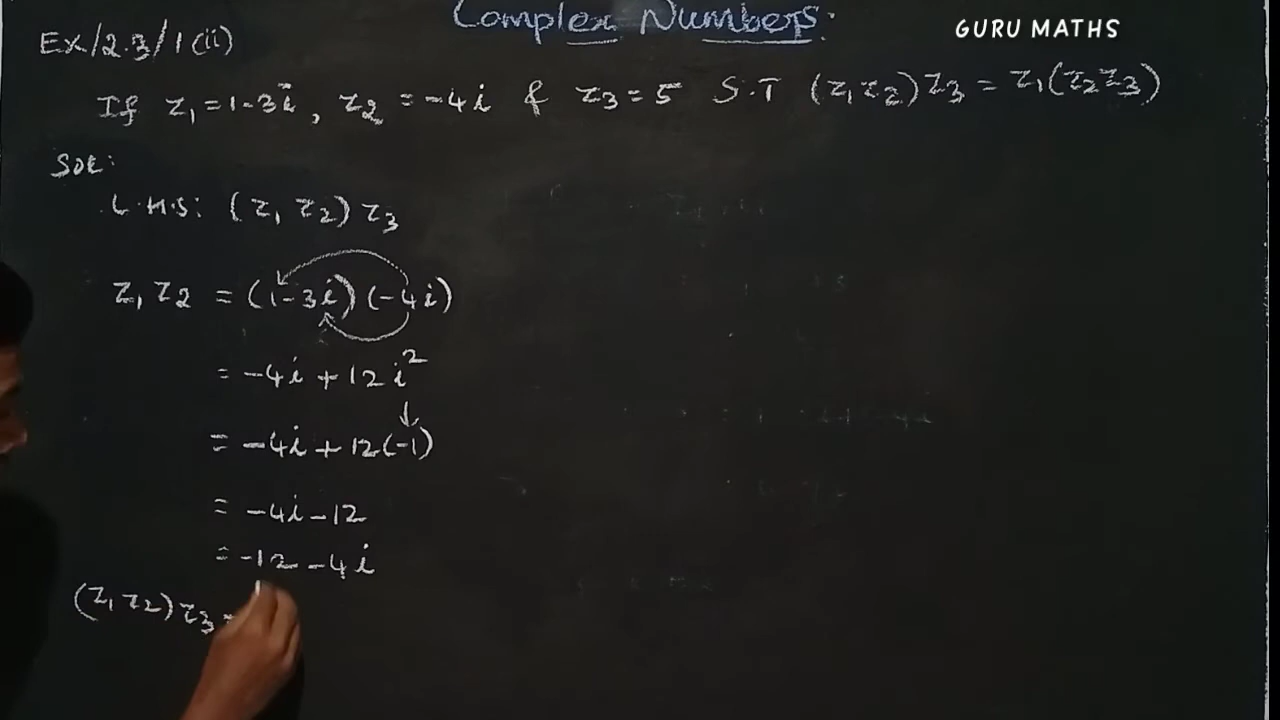 Complex Numbers:
GURU MATHS
Ex/2.3/1(ii)
If z₁=1-3i, z₂=-4i & z₃=5 S.T (z₁z₂)z₃=z₁(z₂z₃)
Sol:
L.H.S: (z₁z₂)z₃
z₁z₂ = (1-3i)(-4i)
= -4i+12i²
= -4i+12(-1)
= -4i-12
= -12-4i
(z₁z₂)z₃ =